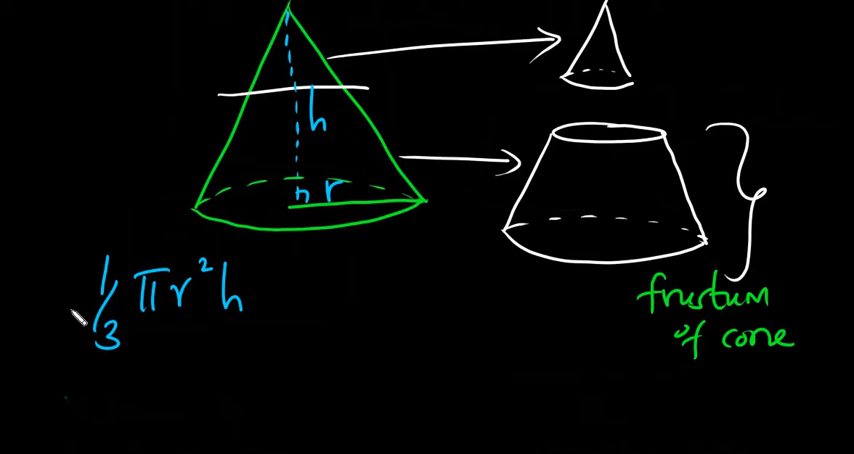 h
r
1/3 πr²h
frustum
of cone